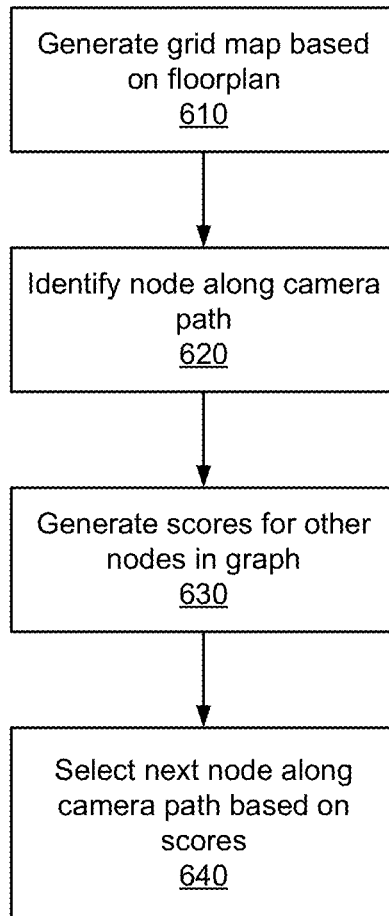 Generate grid map based
on floorplan
610
Identify node along camera
path
620
Generate scores for other
nodes in graph
630
Select next node along
camera path based on
scores
640